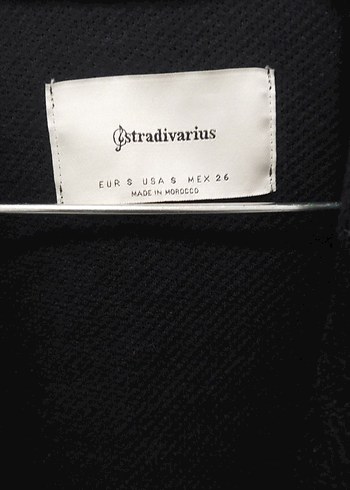 stradivarius
EUR S USA S MEX 26
MADE IN MOROCCO